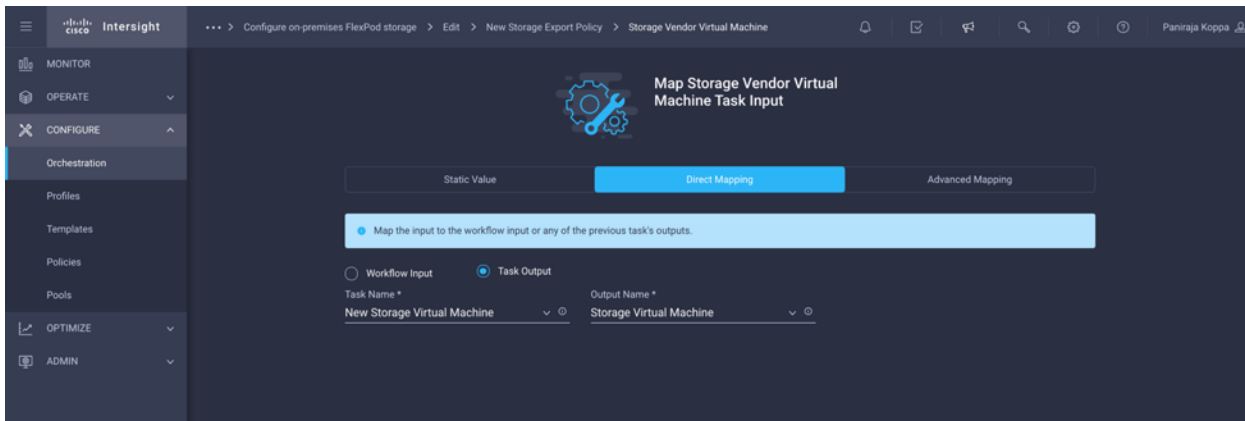 cisco Intersight
••• > Configure on-premises FlexPod storage > Edit > New Storage Export Policy > Storage Vendor Virtual Machine
Paniraja Koppa
MONITOR
OPERATE
CONFIGURE
Orchestration
Profiles
Templates
Policies
Pools
OPTIMIZE
ADMIN
Map Storage Vendor Virtual
Machine Task Input
Static Value
Direct Mapping
Advanced Mapping
Map the input to the workflow input or any of the previous task's outputs.
Workflow Input
Task Output
Task Name *
Output Name *
New Storage Virtual Machine
Storage Virtual Machine